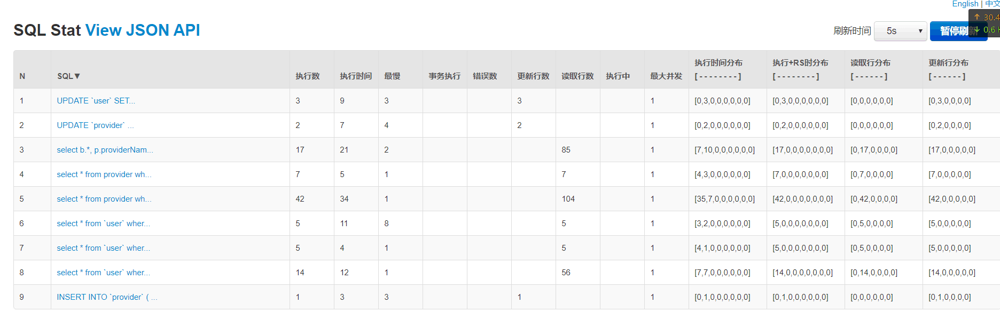 English | 中文
SQL Stat View JSON API
刷新时间 5s 暂停刷新
↑ 30.4
↓ 0.6
N SQL▼ 执行数 执行时间 最慢 事务执行 错误数 更新行数 读取行数 执行中 最大并发 执行时间分布 [ - - - - - - - - ] 执行+RS时分布 [ - - - - - - - - ] 读取行分布 [ - - - - - - ] 更新行分布 [ - - - - - - ]
1 UPDATE `user` SET... 3 9 3 3 1 [0,3,0,0,0,0,0,0] [0,3,0,0,0,0,0,0] [0,0,0,0,0,0] [0,3,0,0,0,0]
2 UPDATE `provider` ... 2 7 4 2 1 [0,2,0,0,0,0,0,0] [0,2,0,0,0,0,0,0] [0,0,0,0,0,0] [0,2,0,0,0,0]
3 select b.*, p.providerNam... 17 21 2 85 1 [7,10,0,0,0,0,0,0] [17,0,0,0,0,0,0,0] [0,17,0,0,0,0] [17,0,0,0,0,0]
4 select * from provider wh... 7 5 1 7 1 [4,3,0,0,0,0,0,0] [7,0,0,0,0,0,0,0] [0,7,0,0,0,0] [7,0,0,0,0,0]
5 select * from provider wh... 42 34 1 104 1 [35,7,0,0,0,0,0,0] [42,0,0,0,0,0,0,0] [0,42,0,0,0,0] [42,0,0,0,0,0]
6 select * from `user` wher... 5 11 8 5 1 [3,2,0,0,0,0,0,0] [5,0,0,0,0,0,0,0] [0,5,0,0,0,0] [5,0,0,0,0,0]
7 select * from `user` wher... 5 4 1 5 1 [4,1,0,0,0,0,0,0] [5,0,0,0,0,0,0,0] [0,5,0,0,0,0] [5,0,0,0,0,0]
8 select * from `user` wher... 14 12 1 56 1 [7,7,0,0,0,0,0,0] [14,0,0,0,0,0,0,0] [0,14,0,0,0,0] [14,0,0,0,0,0]
9 INSERT INTO `provider` ( ... 1 3 3 1 1 [0,1,0,0,0,0,0,0] [0,1,0,0,0,0,0,0] [0,0,0,0,0,0] [0,1,0,0,0,0]